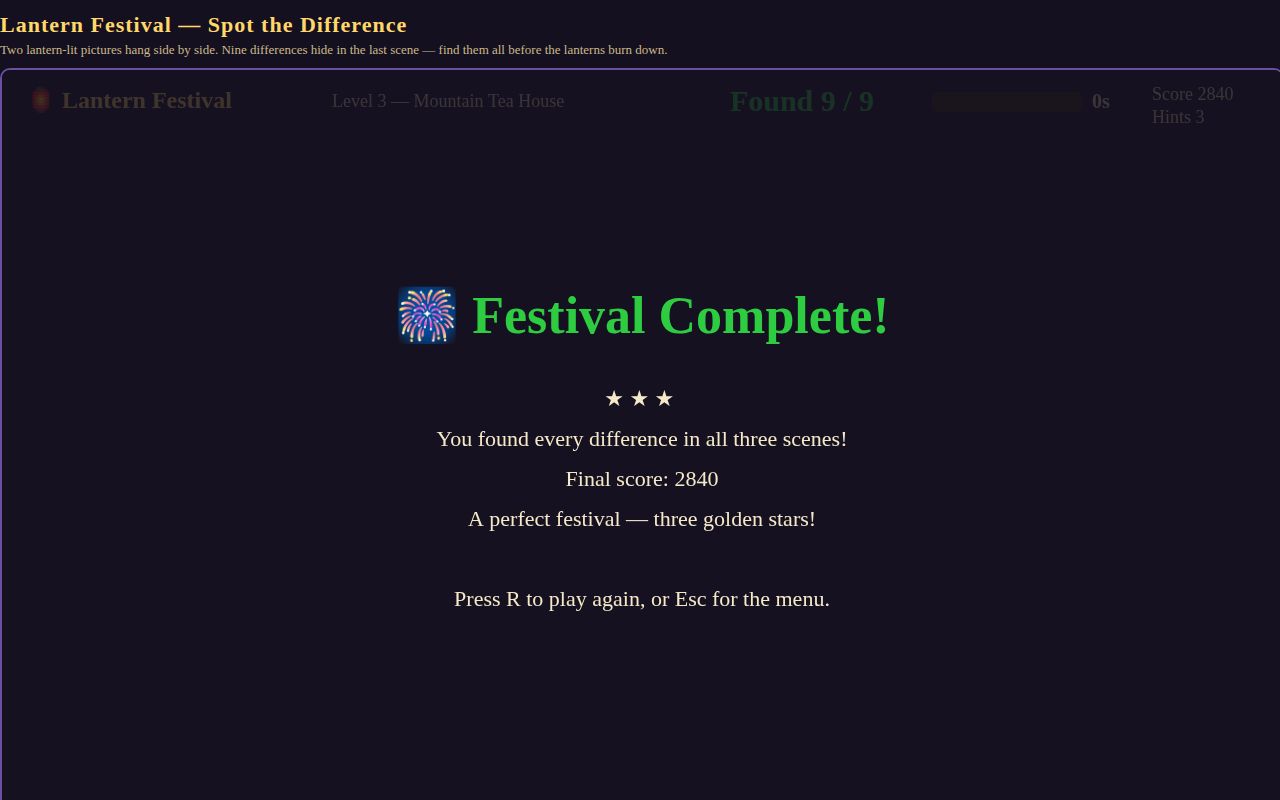 Lantern Festival — Spot the Difference
Two lantern-lit pictures hang side by side. Nine differences hide in the last scene — find them all before the lanterns burn down.
Lantern Festival
Level 3 — Mountain Tea House
Found 9 / 9
0s
Score 2840
Hints 3
Festival Complete!
★ ★ ★
You found every difference in all three scenes!
Final score: 2840
A perfect festival — three golden stars!
Press R to play again, or Esc for the menu.